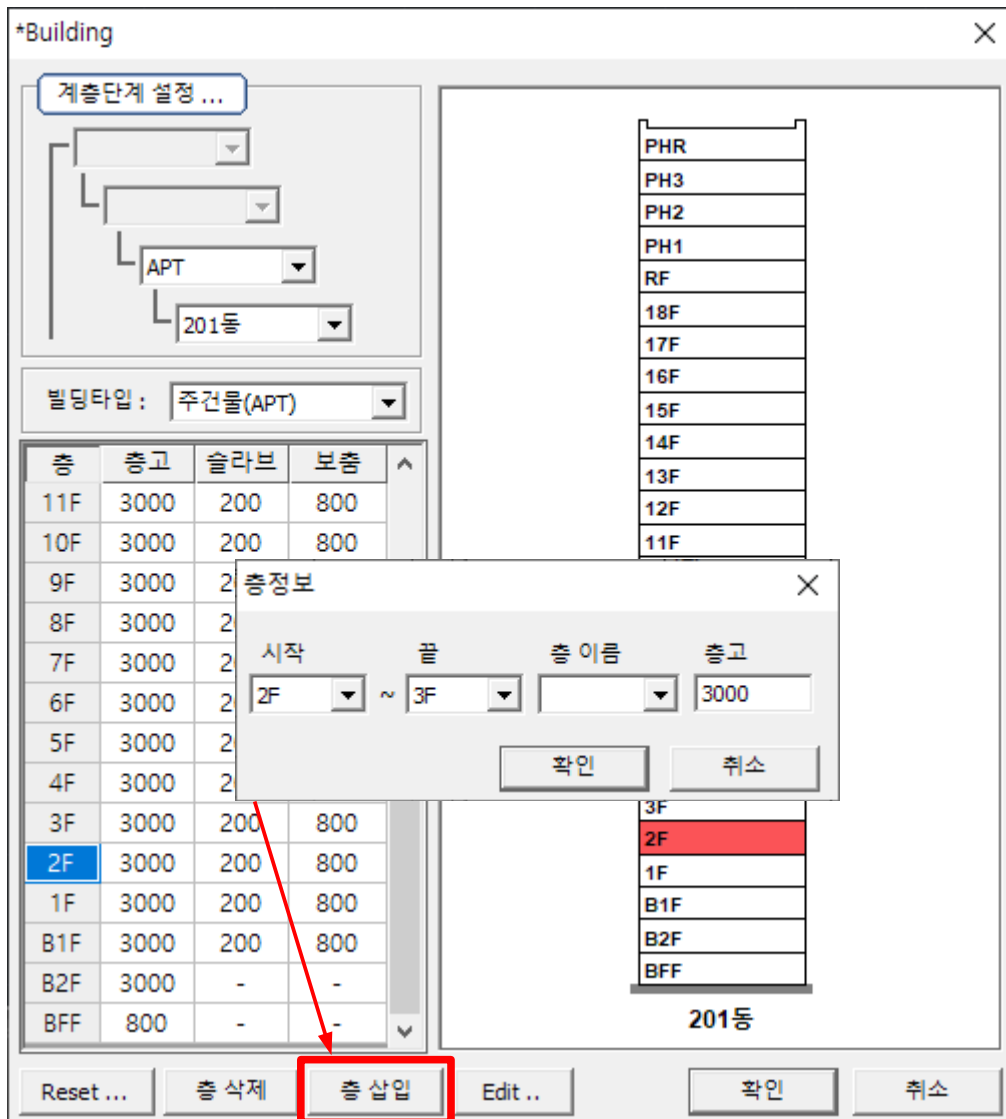 *Building
계층단계 설정 ...
APT
201동
빌딩타입 : 주건물(APT)
층 층고 슬라브 보춤
11F 3000 200 800
10F 3000 200 800
9F 3000
8F 3000
7F 3000
6F 3000
5F 3000
4F 3000
3F 3000 200 800
2F 3000 200 800
1F 3000 200 800
B1F 3000 200 800
B2F 3000 - -
BFF 800 - -
PHR
PH3
PH2
PH1
RF
18F
17F
16F
15F
14F
13F
12F
11F
층정보
시작 끝 층 이름 층고
2F ~ 3F 3000
확인 취소
3F
2F
1F
B1F
B2F
BFF
201동
Reset ... 층 삭제 층 삽입 Edit .. 확인 취소